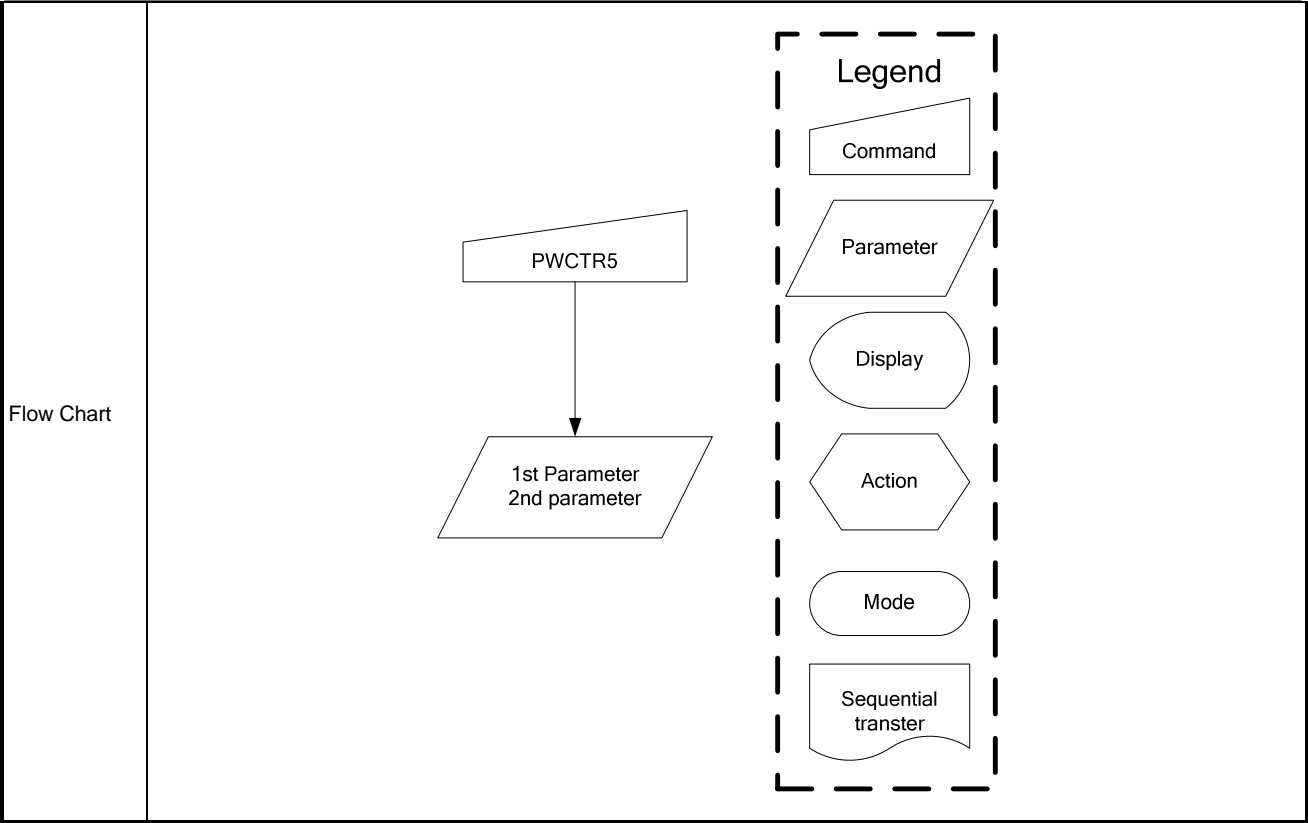 Flow Chart
PWCTR5
1st Parameter
2nd parameter
Legend
Command
Parameter
Display
Action
Mode
Sequential
transter